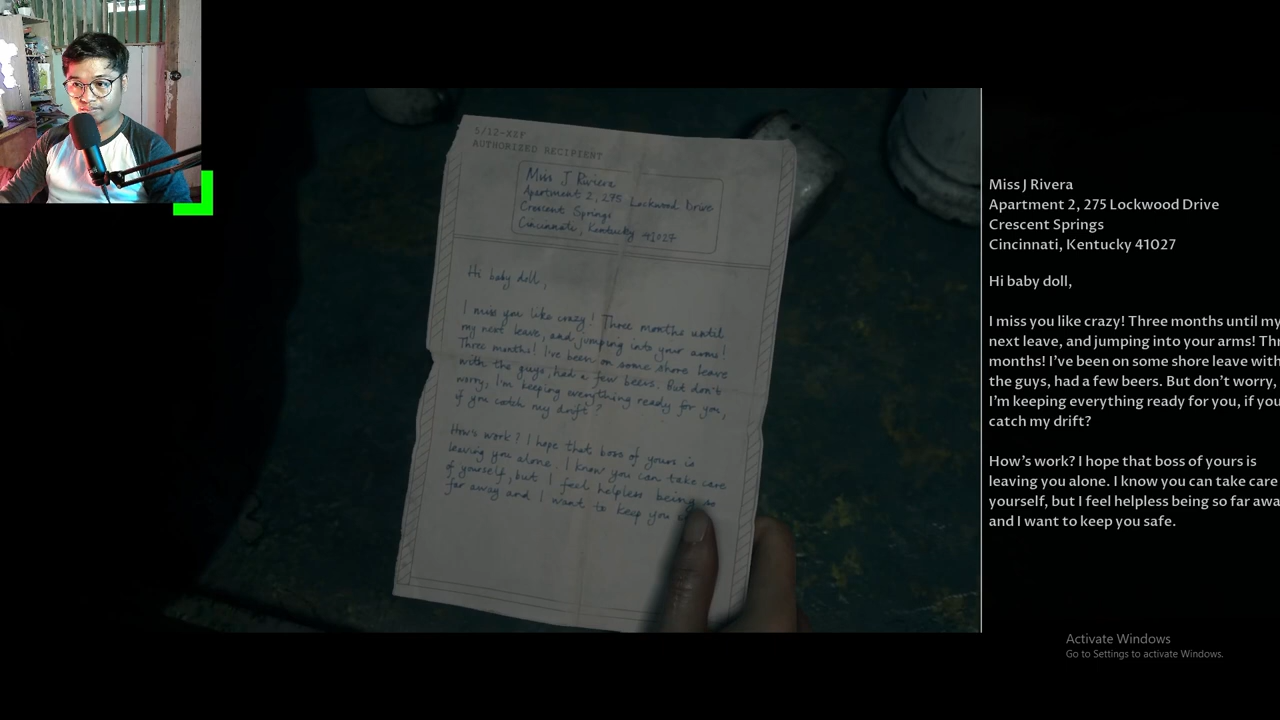 5/12-XSF
AUTHORIZED RECIPIENT
Miss J Rivera
Apartment 2, 275 Lockwood Drive
Crescent Springs
Cincinnati, Kentucky 41027
Hi baby doll,
I miss you like crazy! Three months until
my next leave, and jumping into your arms!
Three months! I've been on some shore leave
with the guys, had a few beers. But don't
worry, I'm keeping everything ready for you,
if you catch my drift?
How's work? I hope that boss of yours is
leaving you alone. I know you can take care
of yourself, but I feel helpless being so
far away and I want to keep you
Miss J Rivera
Apartment 2, 275 Lockwood Drive
Crescent Springs
Cincinnati, Kentucky 41027
Hi baby doll,
I miss you like crazy! Three months until my
next leave, and jumping into your arms! Thr
months! I've been on some shore leave with
the guys, had a few beers. But don't worry,
I'm keeping everything ready for you, if you
catch my drift?
How's work? I hope that boss of yours is
leaving you alone. I know you can take care
yourself, but I feel helpless being so far awa
and I want to keep you safe.
Activate Windows
Go to Settings to activate Windows.